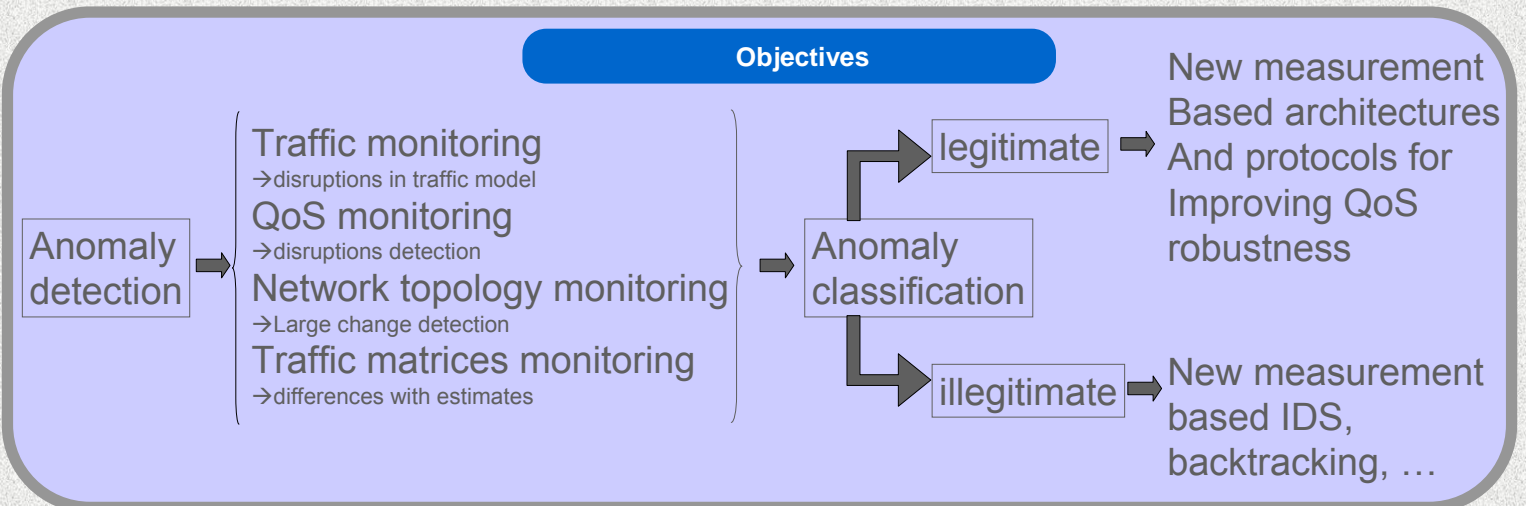 Objectives
Anomaly
detection
Traffic monitoring
→disruptions in traffic model
QoS monitoring
→disruptions detection
Network topology monitoring
→Large change detection
Traffic matrices monitoring
→differences with estimates
Anomaly
classification
legitimate
New measurement
Based architectures
And protocols for
Improving QoS
robustness
illegitimate
New measurement
based IDS,
backtracking, …